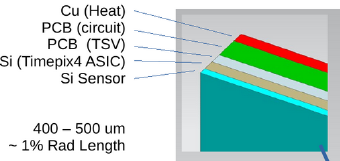 Cu (Heat)
PCB (circuit)
PCB (TSV)
Si (Timepix4 ASIC)
Si Sensor
400 – 500 um
~ 1% Rad Length